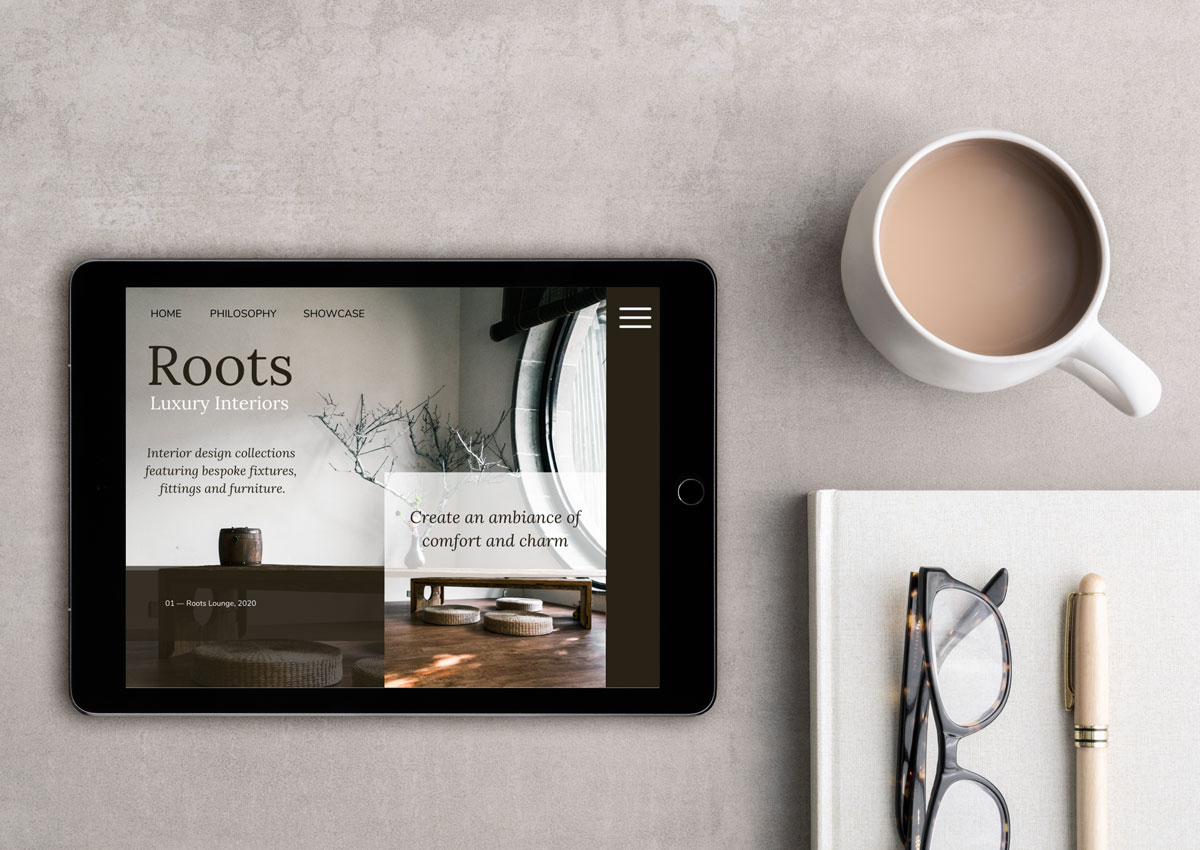 HOME PHILOSOPHY SHOWCASE
Roots
Luxury Interiors
Interior design collections
featuring bespoke fixtures,
fittings and furniture.
Create an ambiance of
comfort and charm
01 — Roots Lounge, 2020